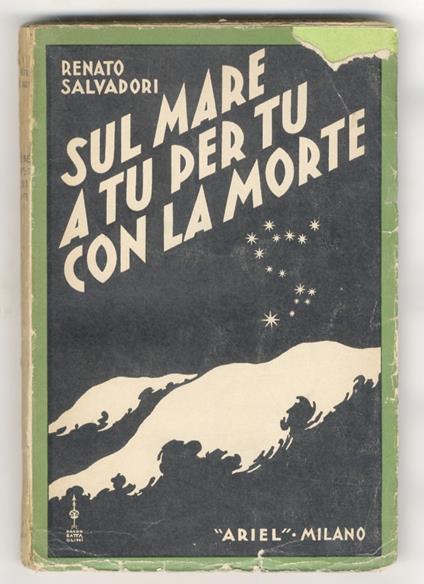 RENATO
SALVADORI
SUL MARE
A TU PER TU
CON LA MORTE
"ARIEL"·MILANO